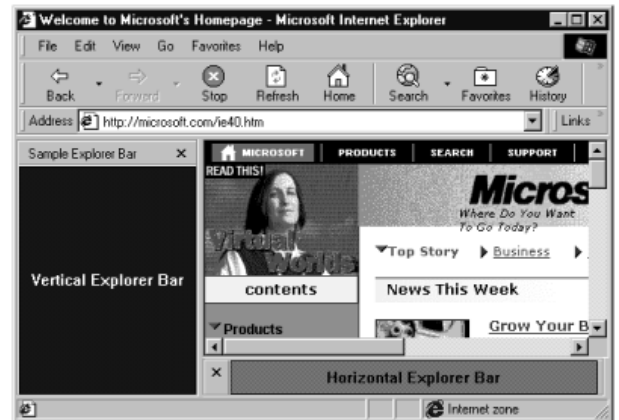 Welcome to Microsoft's Homepage - Microsoft Internet Explorer
File Edit View Go Favorites Help
Back Forward Stop Refresh Home Search Favorites History »
Address http://microsoft.com/ie40.htm Links »
Sample Explorer Bar ×
MICROSOFT PRODUCTS SEARCH SUPPORT
READ THIS!
Micros
Where Do You Want
To Go Today?
Virtual
Worlds
Top Story Business
contents
News This Week
Vertical Explorer Bar
Products
Grow Your B
× Horizontal Explorer Bar
Internet zone